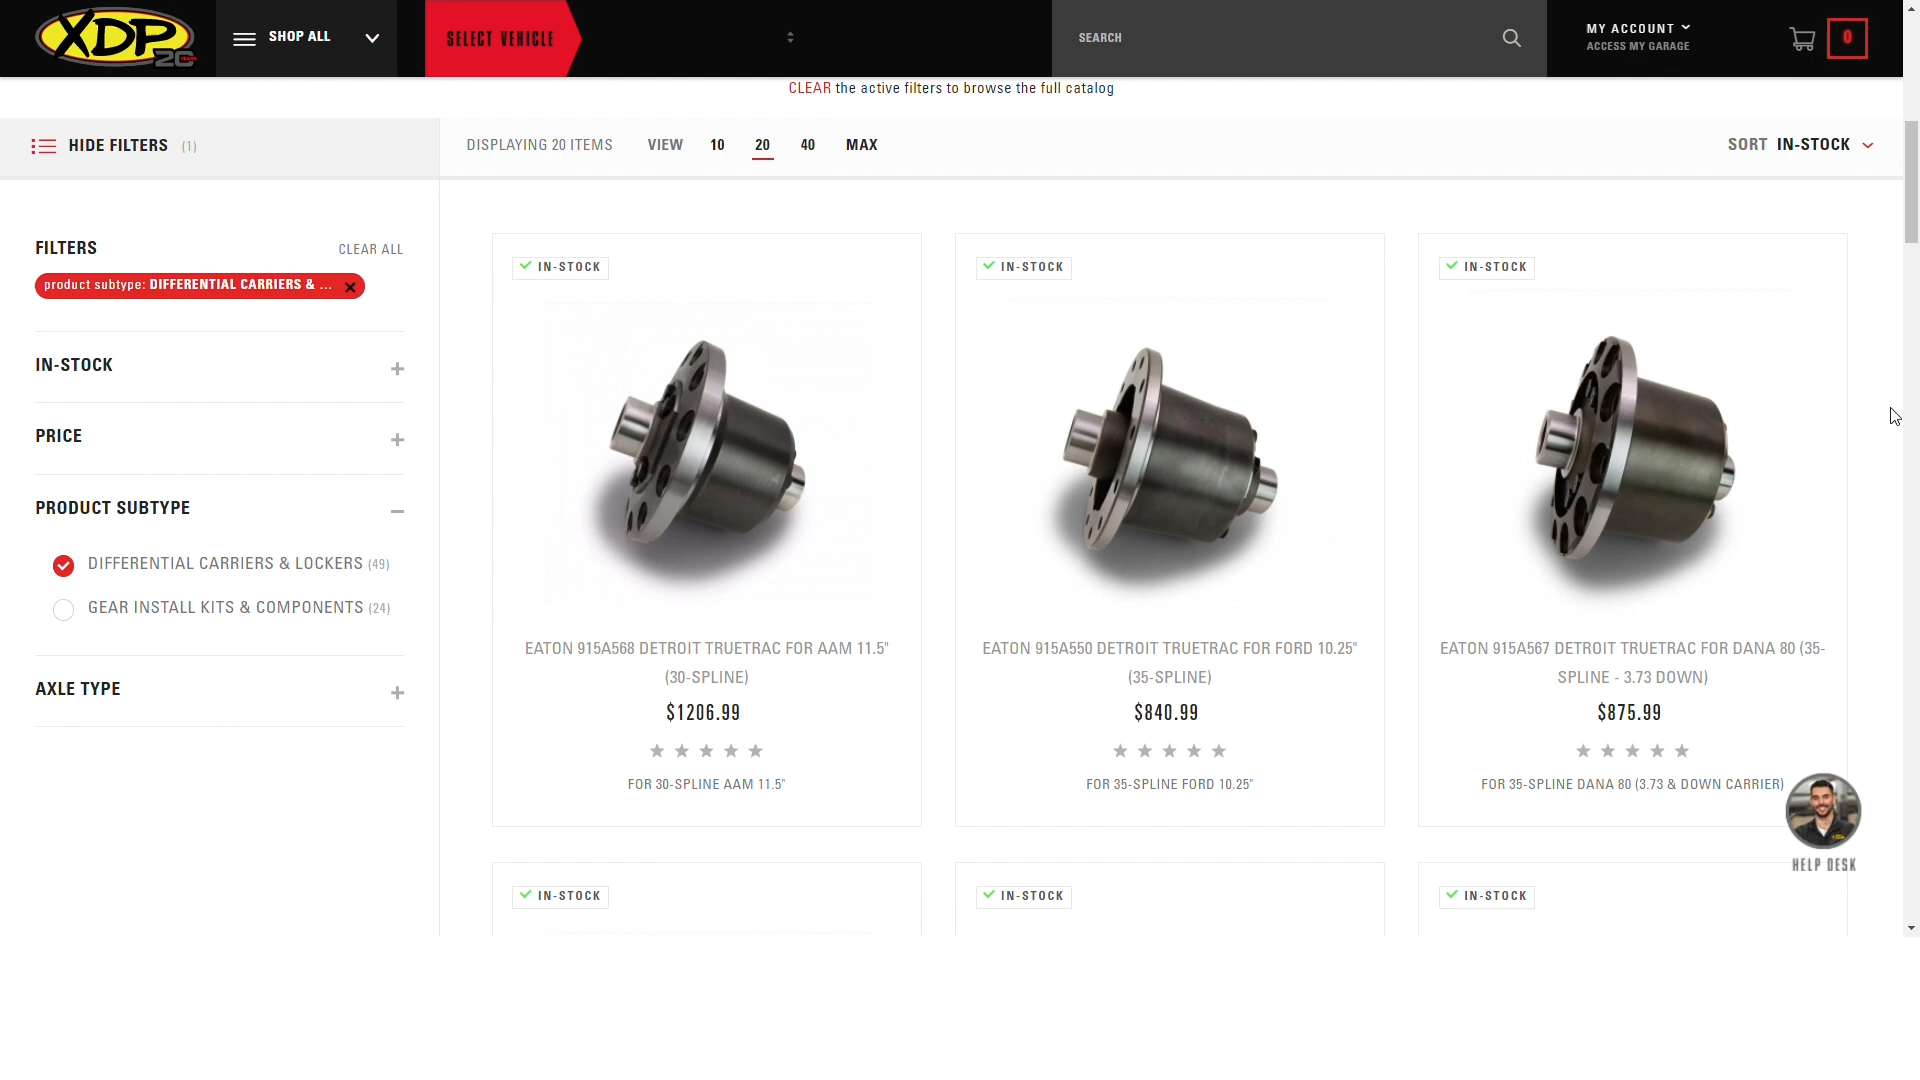 XDP
20 YEARS
SHOP ALL
SELECT VEHICLE
SEARCH
MY ACCOUNT
ACCESS MY GARAGE
0
CLEAR the active filters to browse the full catalog
HIDE FILTERS (1)
DISPLAYING 20 ITEMS VIEW 10 20 40 MAX
SORT IN-STOCK
FILTERS
CLEAR ALL
product subtype: DIFFERENTIAL CARRIERS & ...
IN-STOCK
PRICE
PRODUCT SUBTYPE
DIFFERENTIAL CARRIERS & LOCKERS (49)
GEAR INSTALL KITS & COMPONENTS (24)
AXLE TYPE
IN-STOCK
EATON 915A568 DETROIT TRUETRAC FOR AAM 11.5"
(30-SPLINE)
$1206.99
FOR 30-SPLINE AAM 11.5"
IN-STOCK
EATON 915A550 DETROIT TRUETRAC FOR FORD 10.25"
(35-SPLINE)
$840.99
FOR 35-SPLINE FORD 10.25"
IN-STOCK
EATON 915A567 DETROIT TRUETRAC FOR DANA 80 (35-
SPLINE - 3.73 DOWN)
$875.99
FOR 35-SPLINE DANA 80 (3.73 & DOWN CARRIER)
HELP DESK
IN-STOCK
IN-STOCK
IN-STOCK